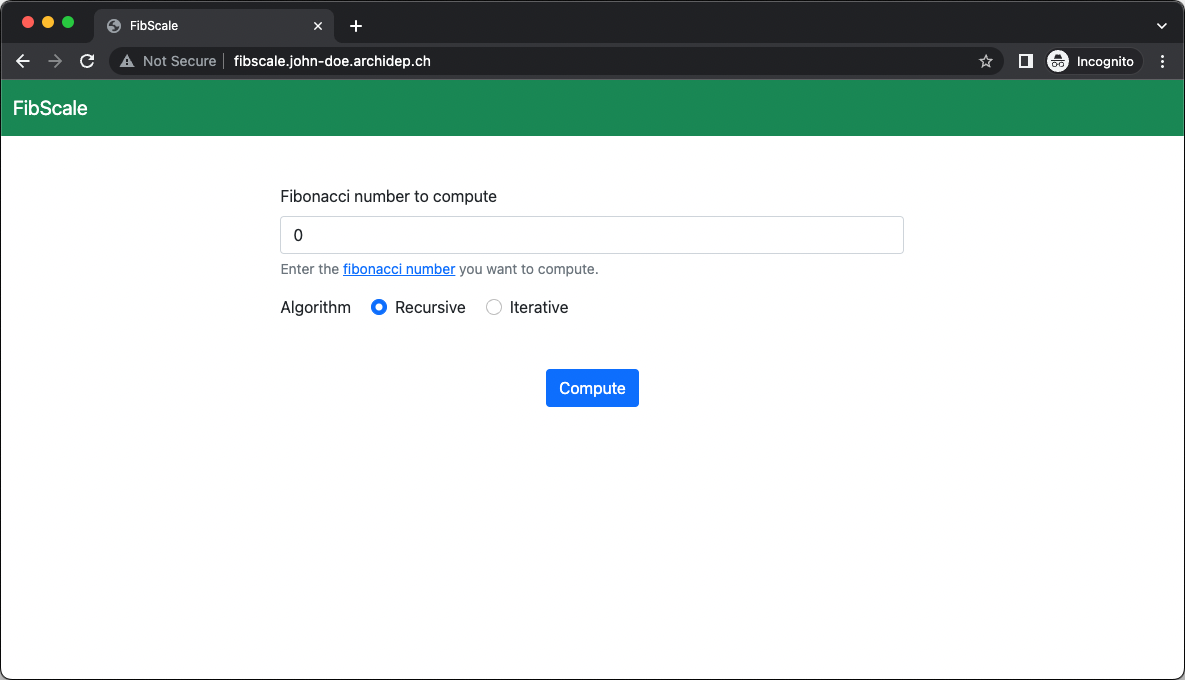 FibScale
Not Secure fibscale.john-doe.archidep.ch Incognito
FibScale
Fibonacci number to compute
0
Enter the fibonacci number you want to compute.
Algorithm Recursive Iterative
Compute